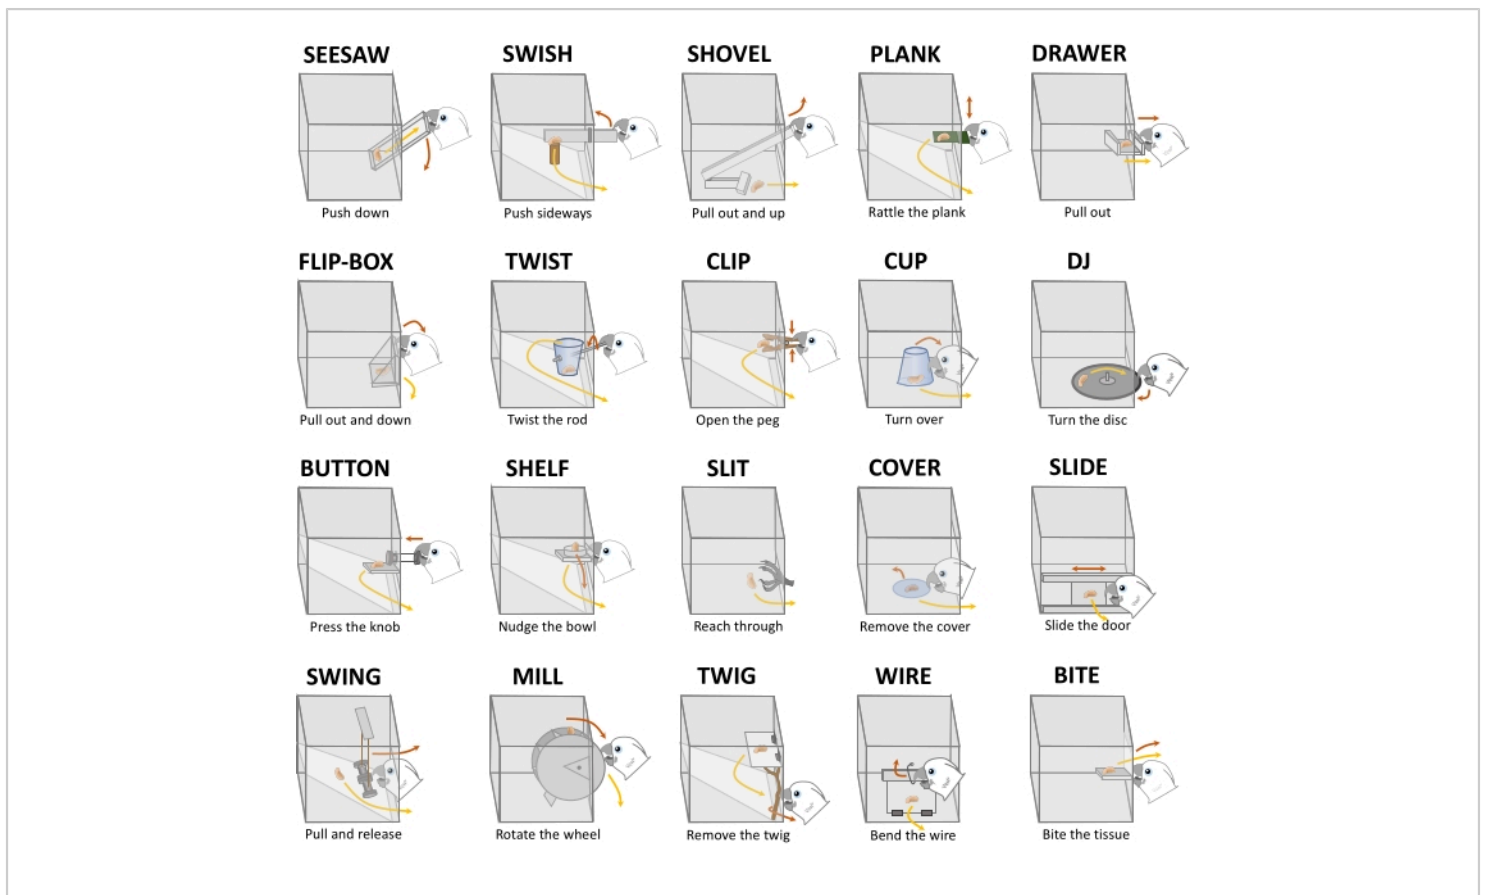 SEESAW SWISH SHOVEL PLANK DRAWER
Push down Push sideways Pull out and up Rattle the plank Pull out
FLIP-BOX TWIST CLIP CUP DJ
Pull out and down Twist the rod Open the peg Turn over Turn the disc
BUTTON SHELF SLIT COVER SLIDE
Press the knob Nudge the bowl Reach through Remove the cover Slide the door
SWING MILL TWIG WIRE BITE
Pull and release Rotate the wheel Remove the twig Bend the wire Bite the tissue